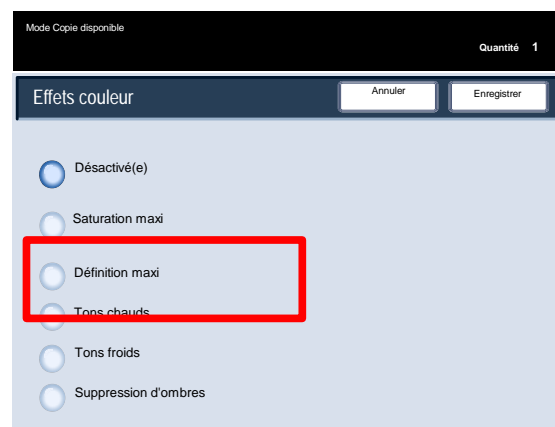 Mode Copie disponible
Quantité 1
Effets couleur
Annuler
Enregistrer
Désactivé(e)
Saturation maxi
Définition maxi
Tons chauds
Tons froids
Suppression d'ombres